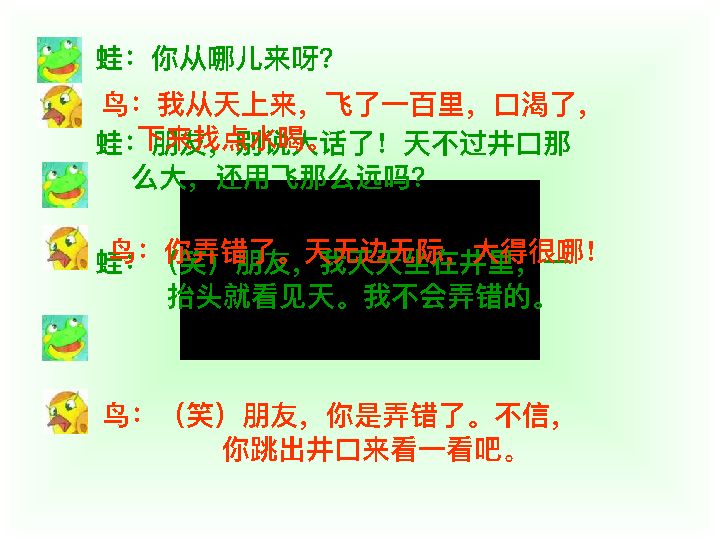 蛙：你从哪儿来呀？
鸟：我从天上来，飞了一百里，口渴了，
下来找点水喝。
蛙：朋友，别说大话了！天不过井口那
么大，还用飞那么远吗？
鸟：你弄错了。天无边无际，大得很哪！
蛙：（笑）朋友，我天天坐在井里，一
抬头就看见天。我不会弄错的。
鸟：（笑）朋友，你是弄错了。不信，
你跳出井口来看一看吧。